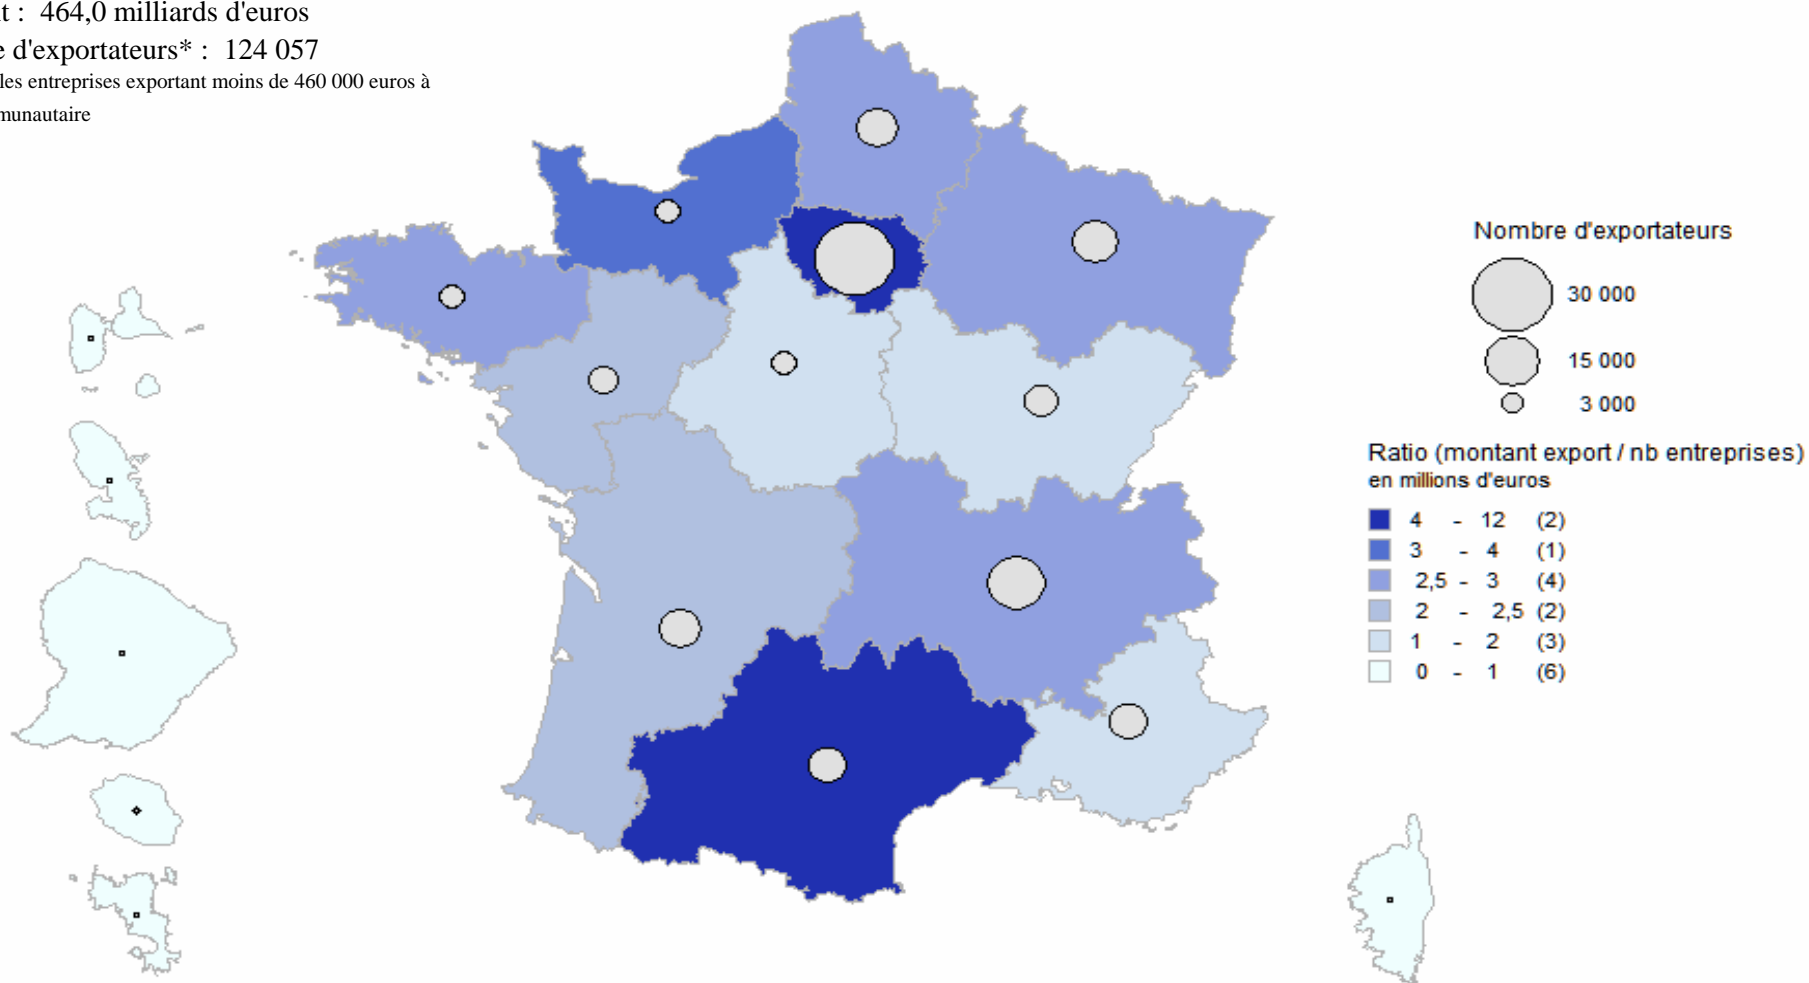 t : 464,0 milliards d'euros
e d'exportateurs* : 124 057
les entreprises exportant moins de 460 000 euros à
munautaire
Nombre d'exportateurs
30 000
15 000
3 000
Ratio (montant export / nb entreprises)
en millions d'euros
4 - 12 (2)
3 - 4 (1)
2,5 - 3 (4)
2 - 2,5 (2)
1 - 2 (3)
0 - 1 (6)